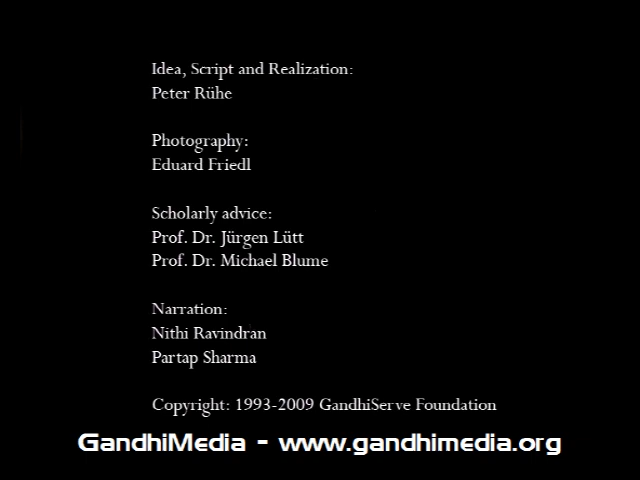 Idea, Script and Realization:
Peter Rühe
Photography:
Eduard Friedl
Scholarly advice:
Prof. Dr. Jürgen Lütt
Prof. Dr. Michael Blume
Narration:
Nithi Ravindran
Partap Sharma
Copyright: 1993-2009 GandhiServe Foundation
GandhiMedia - www.gandhimedia.org